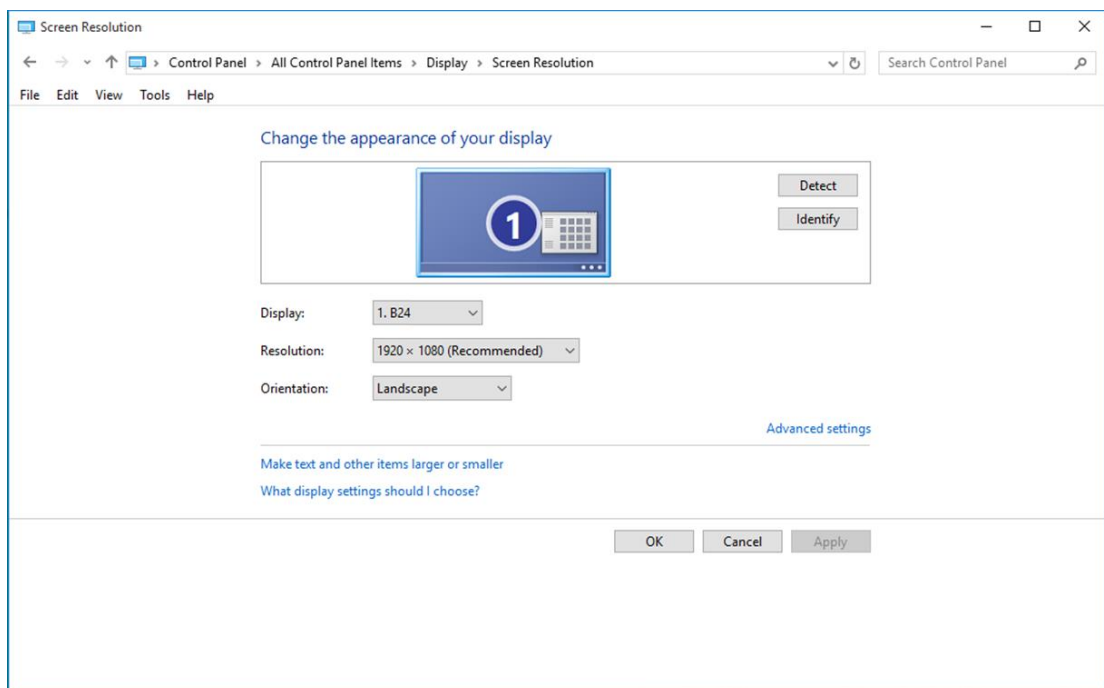 Screen Resolution
Control Panel > All Control Panel Items > Display > Screen Resolution
Search Control Panel
File Edit View Tools Help
Change the appearance of your display
1
Detect
Identify
Display: 1. B24
Resolution: 1920 × 1080 (Recommended)
Orientation: Landscape
Advanced settings
Make text and other items larger or smaller
What display settings should I choose?
OK Cancel Apply